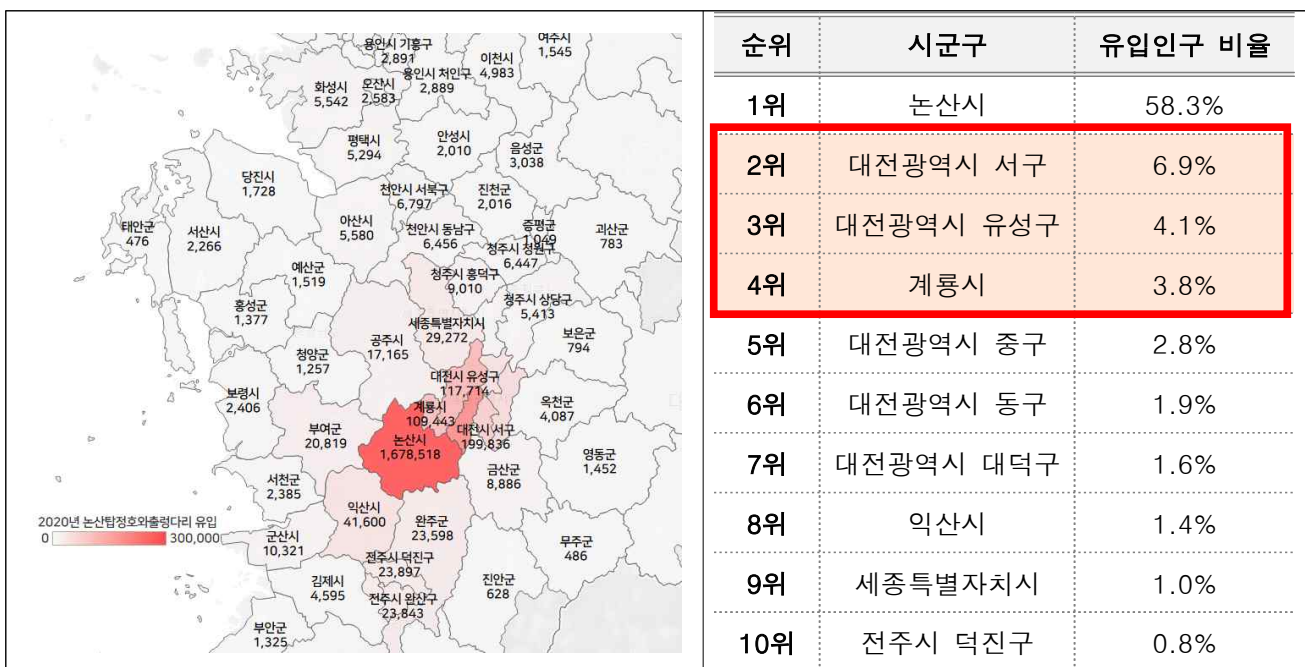 용인시 기흥구
2,891
여주시
1,545
이천시
4,983
용인시 처인구
2,889
화성시
5,542
오산시
2,583
평택시
5,294
안성시
2,010
음성군
3,038
당진시
1,728
천안시 서북구
6,797
진천군
2,016
태안군
476
서산시
2,266
아산시
5,580
천안시 동남구
6,456
증평군
1,049
괴산군
783
청주시 청원구
6,447
예산군
1,519
청주시 흥덕구
9,010
홍성군
1,377
청주시 상당구
5,413
세종특별자치시
29,272
공주시
17,165
보은군
794
청양군
1,257
대전시 유성구
117,714
보령시
2,406
계룡시
109,443
옥천군
4,087
부여군
20,819
논산시
1,678,518
대전시 서구
199,836
영동군
1,452
금산군
8,886
서천군
2,385
익산시
41,600
완주군
23,598
2020년 논산탑정호와출렁다리 유입
0 300,000
군산시
10,321
무주군
486
전주시 덕진구
23,897
김제시
4,595
진안군
628
전주시 완산구
23,843
부안군
1,325
순위 시군구 유입인구 비율
1위 논산시 58.3%
2위 대전광역시 서구 6.9%
3위 대전광역시 유성구 4.1%
4위 계룡시 3.8%
5위 대전광역시 중구 2.8%
6위 대전광역시 동구 1.9%
7위 대전광역시 대덕구 1.6%
8위 익산시 1.4%
9위 세종특별자치시 1.0%
10위 전주시 덕진구 0.8%